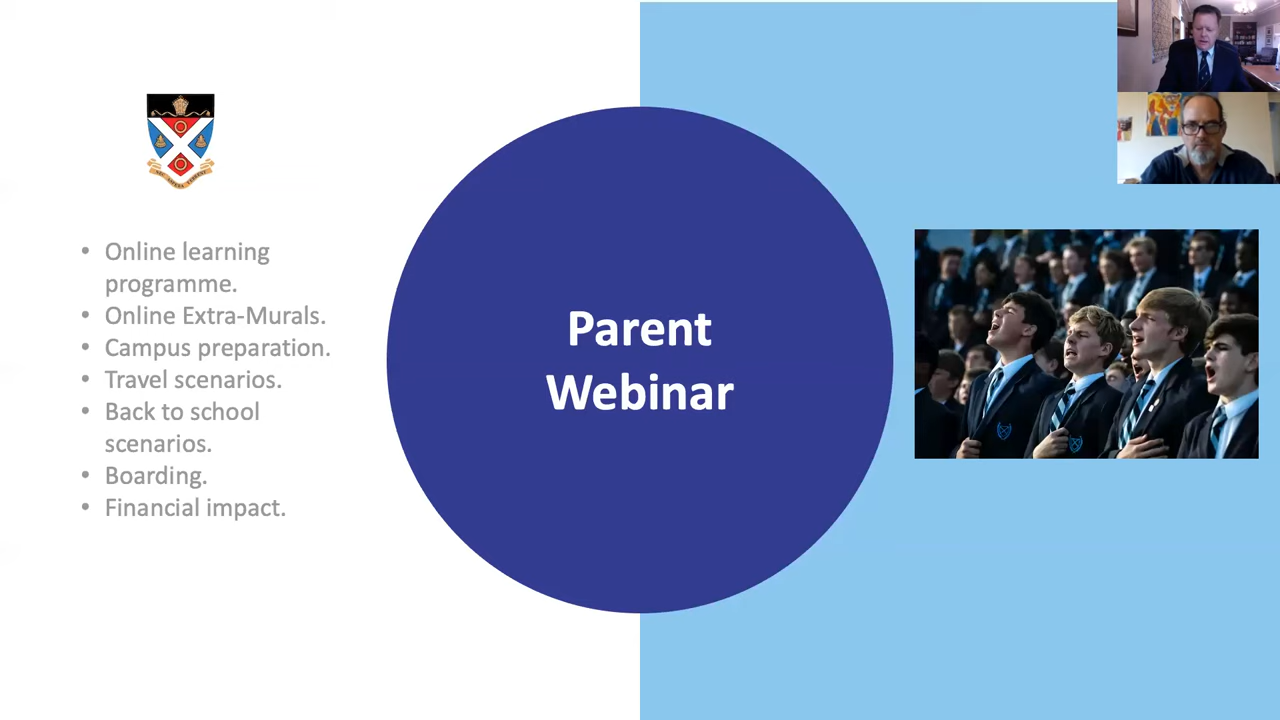 • Online learning
programme.
• Online Extra-Murals.
• Campus preparation.
• Travel scenarios.
• Back to school
scenarios.
• Boarding.
• Financial impact.
Parent
Webinar